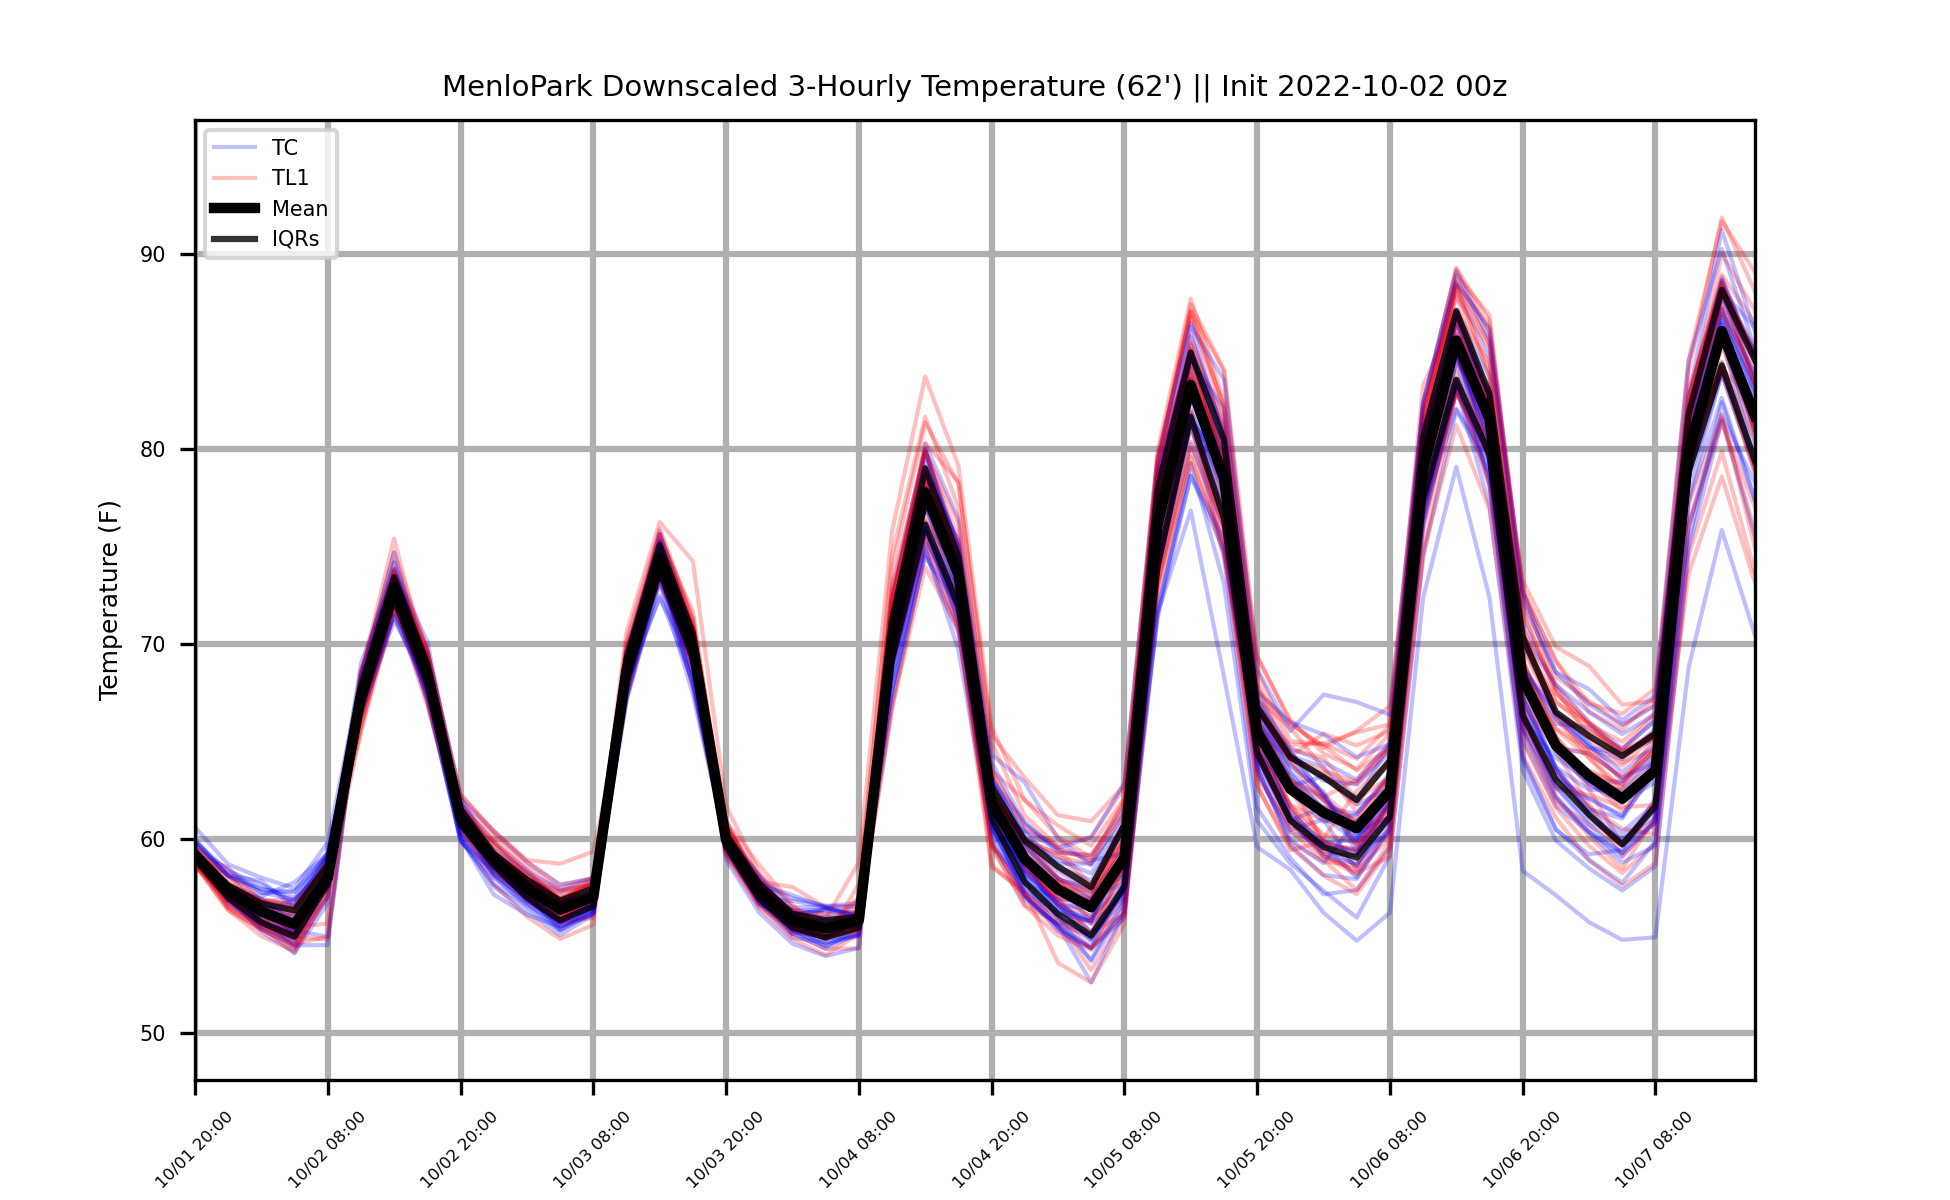 MenloPark Downscaled 3-Hourly Temperature (62') || Init 2022-10-02 00z
TC
TL1
Mean
IQRs
90
80
70
60
50
Temperature (F)
10/01 20:00
10/02 08:00
10/02 20:00
10/03 08:00
10/03 20:00
10/04 08:00
10/04 20:00
10/05 08:00
10/05 20:00
10/06 08:00
10/06 20:00
10/07 08:00